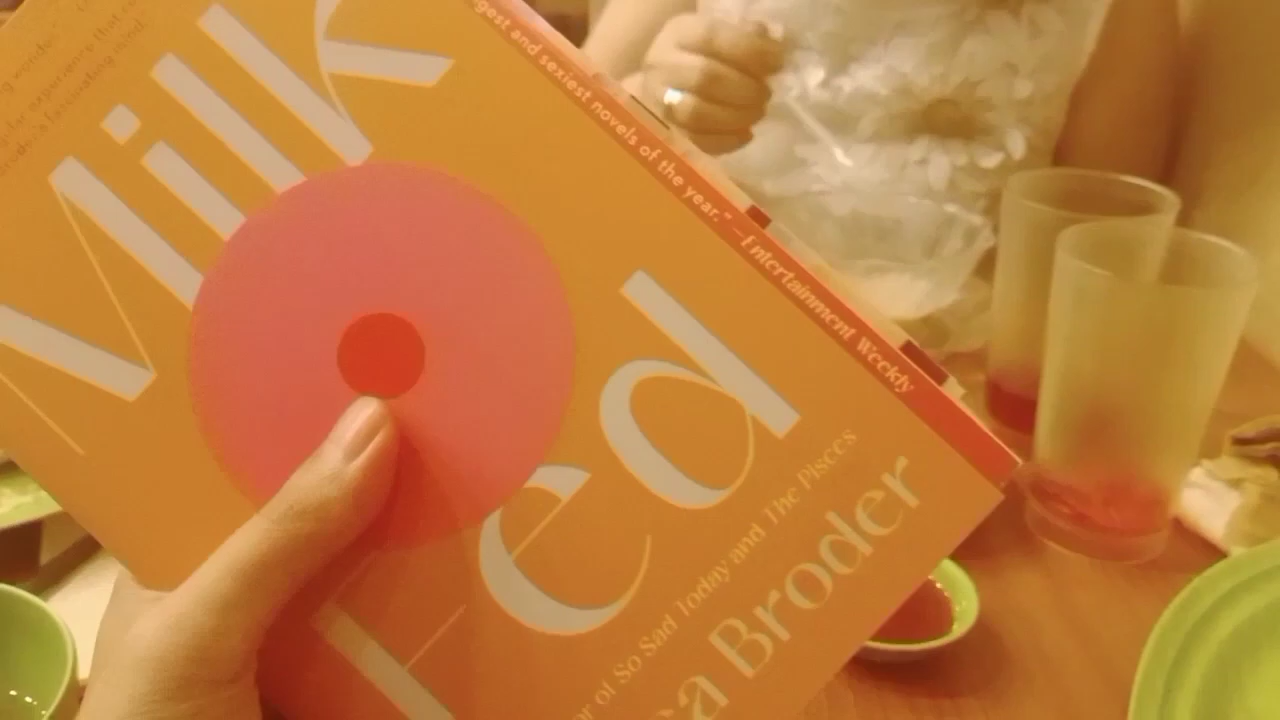 Milk
Fed
gest and sexiest novels of the year." —Entertainment Weekly
of So Sad Today and The Pisces
Broder